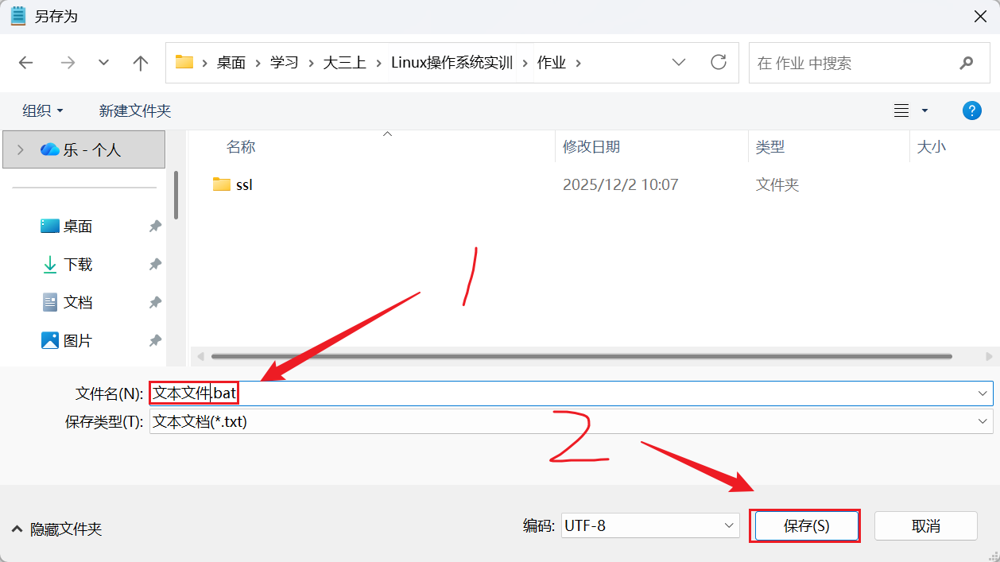 另存为
桌面 › 学习 › 大三上 › Linux操作系统实训 › 作业 ›
在 作业 中搜索
组织
新建文件夹
?
乐 - 个人
名称
修改日期
类型
大小
ssl
2025/12/2 10:07
文件夹
桌面
下载
文档
图片
1
文件名(N):
文本文件.bat
保存类型(T):
文本文档(*.txt)
2
隐藏文件夹
编码:
UTF-8
保存(S)
取消